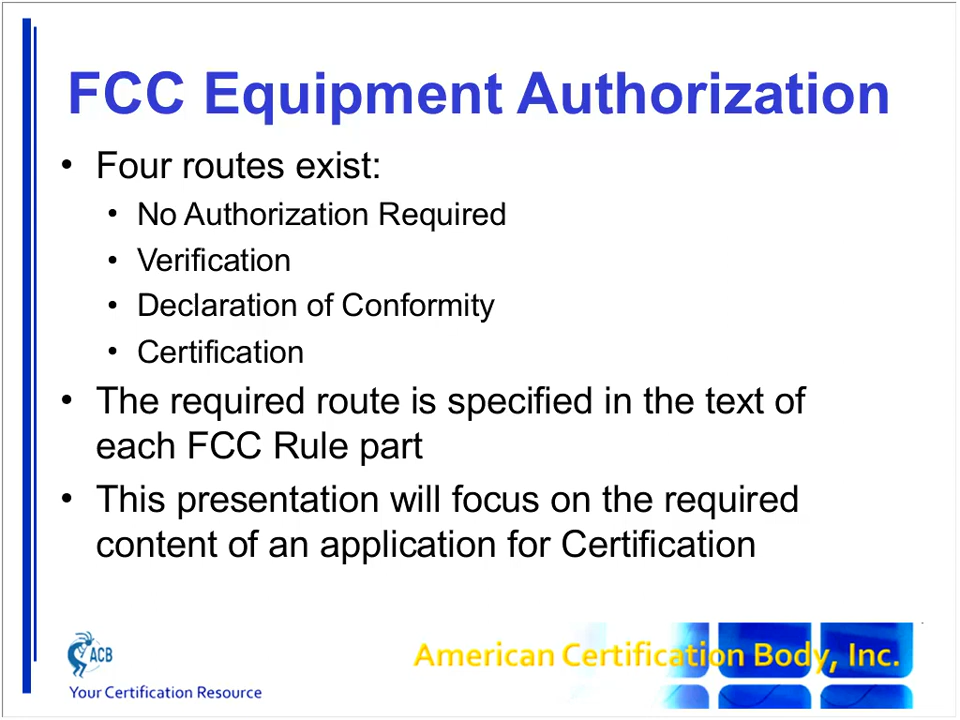 FCC Equipment Authorization
• Four routes exist:
• No Authorization Required
• Verification
• Declaration of Conformity
• Certification
• The required route is specified in the text of
each FCC Rule part
• This presentation will focus on the required
content of an application for Certification
ACB
American Certification Body, Inc.
Your Certification Resource